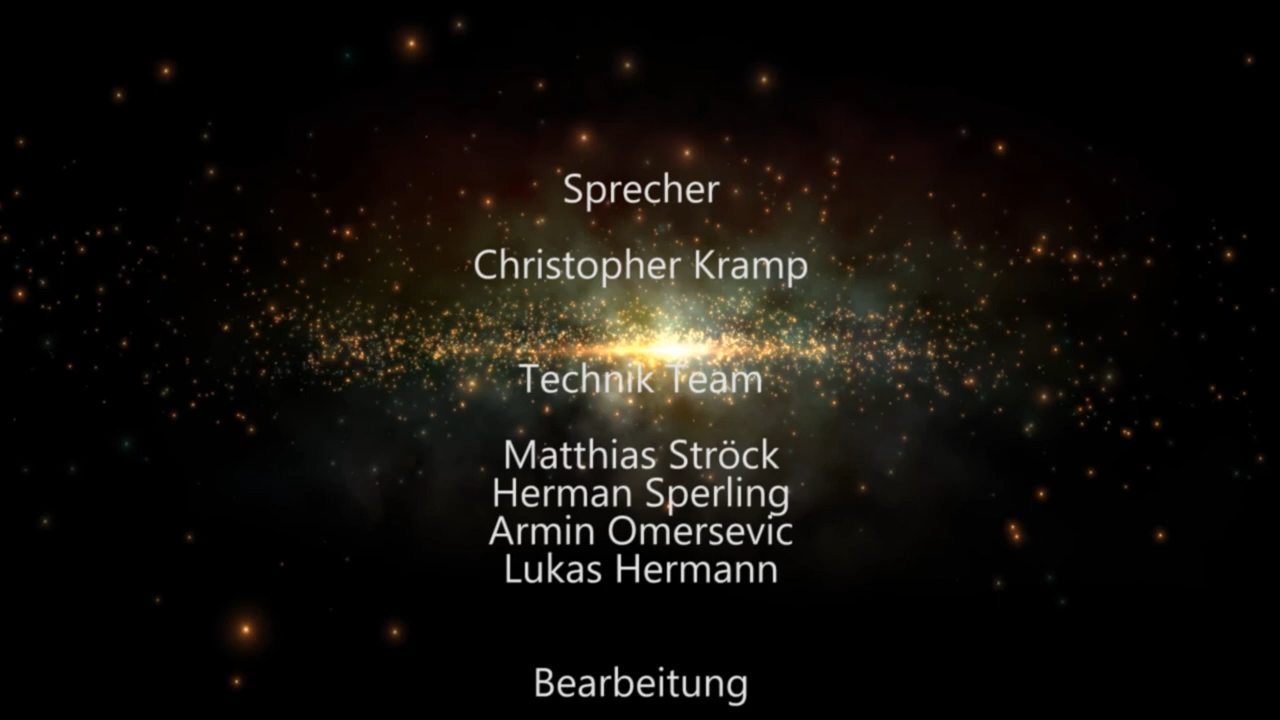 Sprecher
Christopher Kramp
Technik Team
Matthias Ströck
Herman Sperling
Armin Omersevic
Lukas Hermann
Bearbeitung